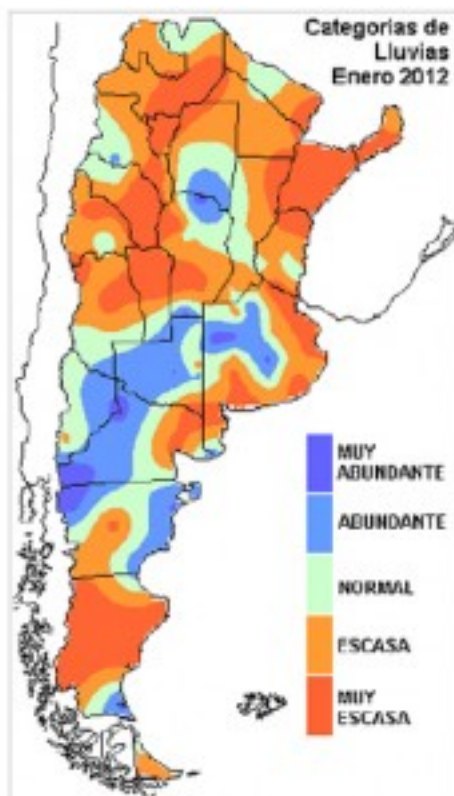 Categorias de
Lluvias
Enero 2012
MUY
ABUNDANTE
ABUNDANTE
NORMAL
ESCASA
MUY
ESCASA